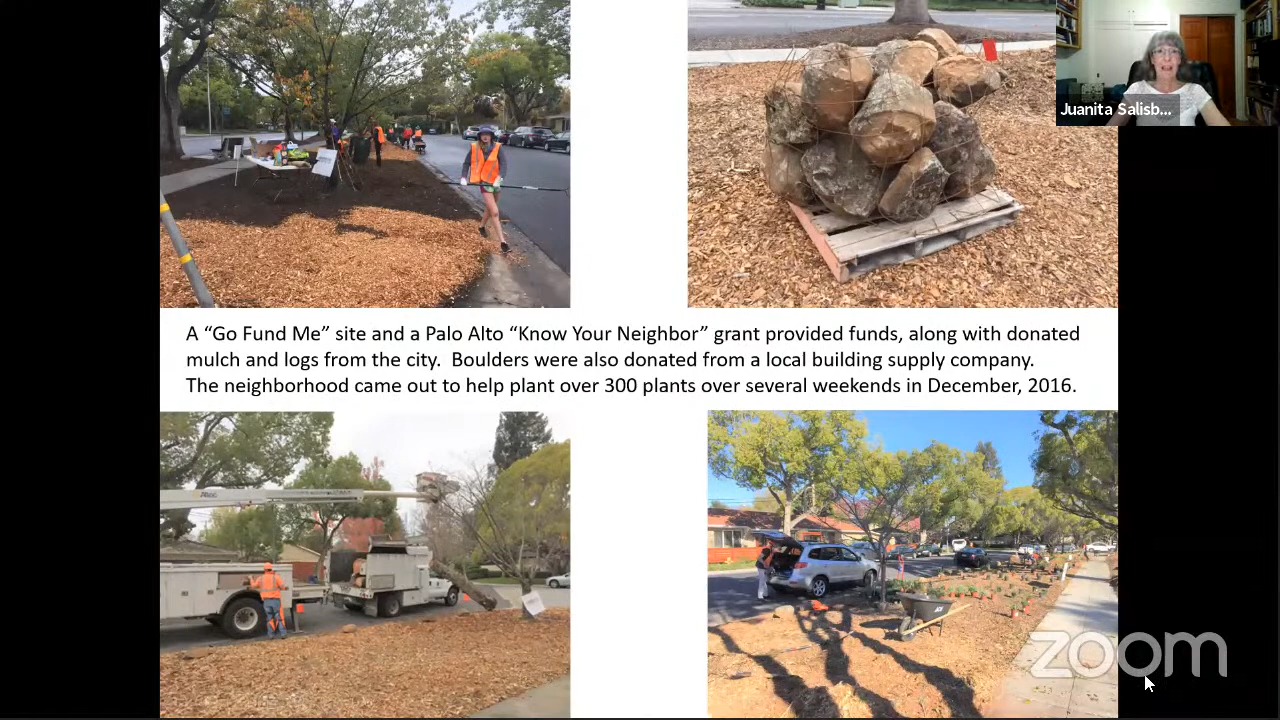 Juanita Salisb...
A “Go Fund Me” site and a Palo Alto “Know Your Neighbor” grant provided funds, along with donated
mulch and logs from the city.  Boulders were also donated from a local building supply company.
The neighborhood came out to help plant over 300 plants over several weekends in December, 2016.
zoom